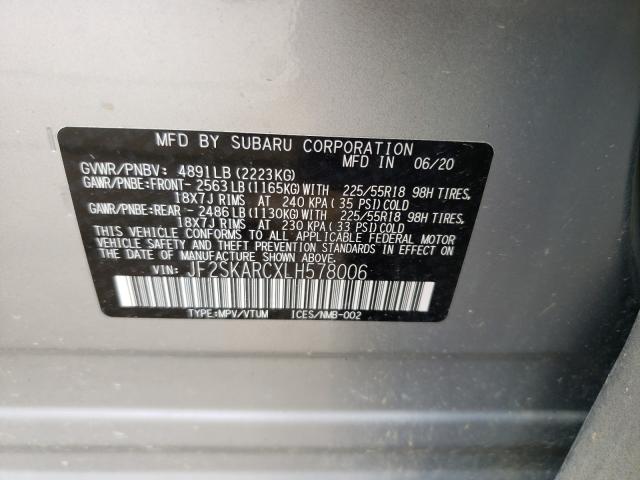 MFD BY SUBARU CORPORATION
MFD IN 06/20
GVWR/PNBV: 4891LB (2223KG)
GAWR/PNBE:FRONT- 2563LB(1165KG)WITH 225/55R18 98H TIRES,
18X7J RIMS AT 240 KPA( 35 PSI)COLD
GAWR/PNBE:REAR -2486LB(1130KG)WITH 225/55R18 98H TIRES,
18X7J RIMS AT 230 KPA ( 33 PSI)COLD
THIS VEHICLE CONFORMS TO ALL APPLICABLE FEDERAL MOTOR
VEHICLE SAFETY AND THEFT PREVENTION STANDARDS IN EFFECT
ON THE DATE OF MANUFACTURE SHOWN ABOVE.
VIN: JF2SKARCXLH578006
TYPE:MPV/VTUM ICES/NMB-002